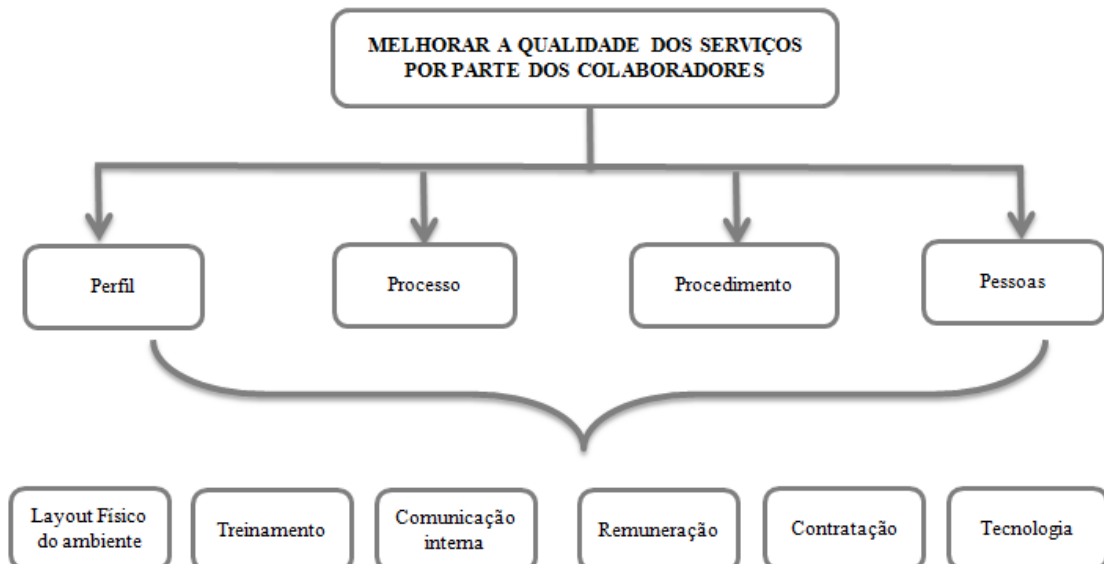 MELHORAR A QUALIDADE DOS SERVIÇOS
POR PARTE DOS COLABORADORES
Perfil
Processo
Procedimento
Pessoas
Layout Físico
do ambiente
Treinamento
Comunicação
interna
Remuneração
Contratação
Tecnologia